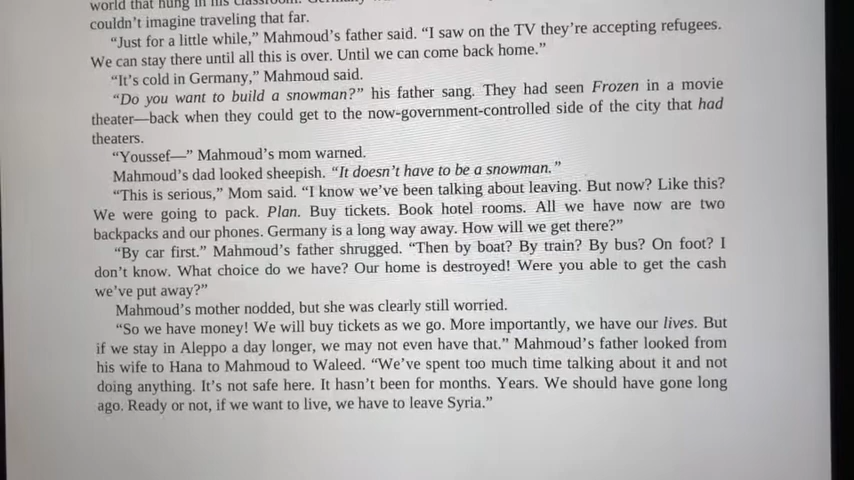 world that hung in his classroom. Germany
couldn't imagine traveling that far.
“Just for a little while,” Mahmoud's father said. “I saw on the TV they're accepting refugees.
We can stay there until all this is over. Until we can come back home.”
“It's cold in Germany,” Mahmoud said.
“Do you want to build a snowman?” his father sang. They had seen Frozen in a movie
theater—back when they could get to the now-government-controlled side of the city that had
theaters.
“Youssef—” Mahmoud's mom warned.
Mahmoud's dad looked sheepish. “It doesn't have to be a snowman.”
“This is serious,” Mom said. “I know we've been talking about leaving. But now? Like this?
We were going to pack. Plan. Buy tickets. Book hotel rooms. All we have now are two
backpacks and our phones. Germany is a long way away. How will we get there?”
“By car first.” Mahmoud's father shrugged. “Then by boat? By train? By bus? On foot? I
don't know. What choice do we have? Our home is destroyed! Were you able to get the cash
we've put away?”
Mahmoud's mother nodded, but she was clearly still worried.
“So we have money! We will buy tickets as we go. More importantly, we have our lives. But
if we stay in Aleppo a day longer, we may not even have that.” Mahmoud's father looked from
his wife to Hana to Mahmoud to Waleed. “We've spent too much time talking about it and not
doing anything. It's not safe here. It hasn't been for months. Years. We should have gone long
ago. Ready or not, if we want to live, we have to leave Syria.”